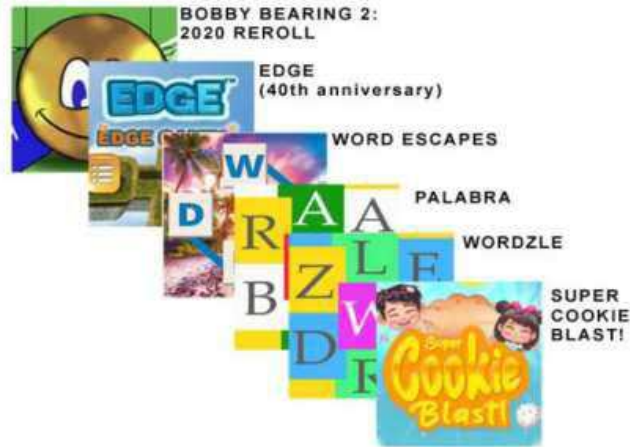 BOBBY BEARING 2:
2020 REROLL
EDGE
(40th anniversary)
EDGE™
EDGE
WORD ESCAPES
W
D
PALABRA
A A
R
B
WORDZLE
L E
Z
W
D
R
SUPER
COOKIE
BLAST!
Super
Cookie
Blast!